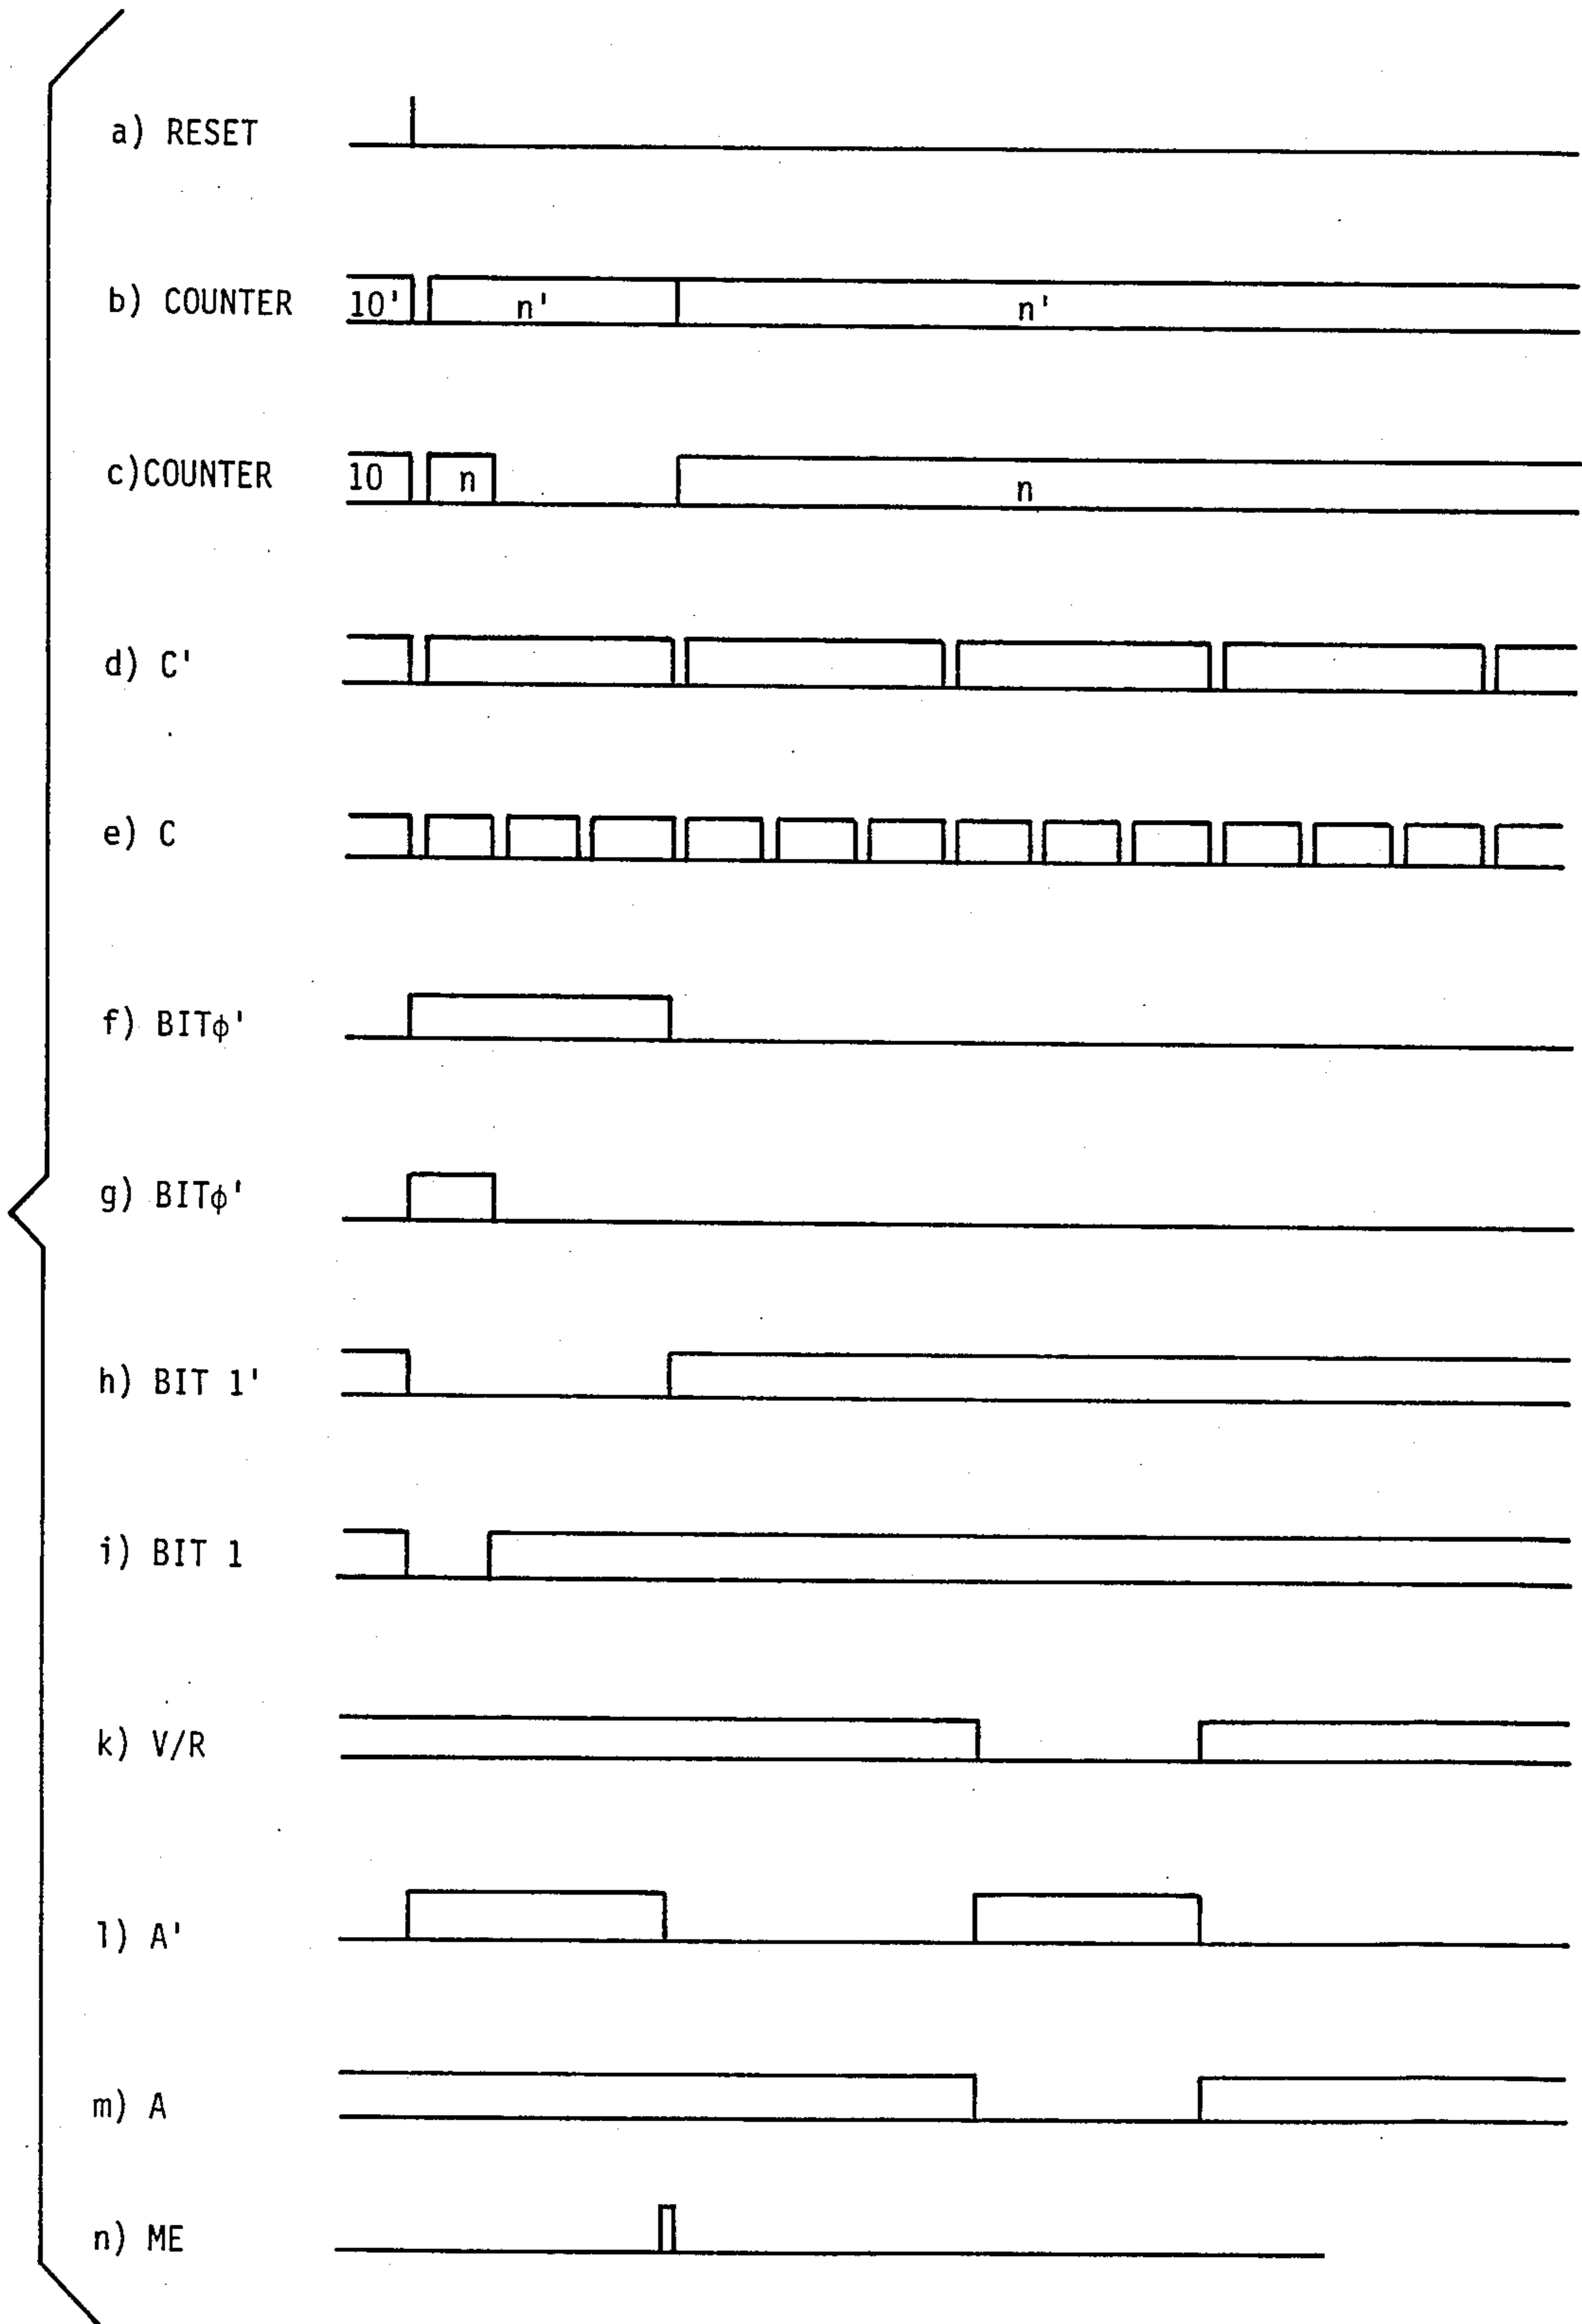 a) RESET
b) COUNTER 10' n' n'
c)COUNTER 10 n n
d) C'
e) C
f) BITϕ'
g) BITϕ'
h) BIT 1'
i) BIT 1
k) V/R
l) A'
m) A
n) ME